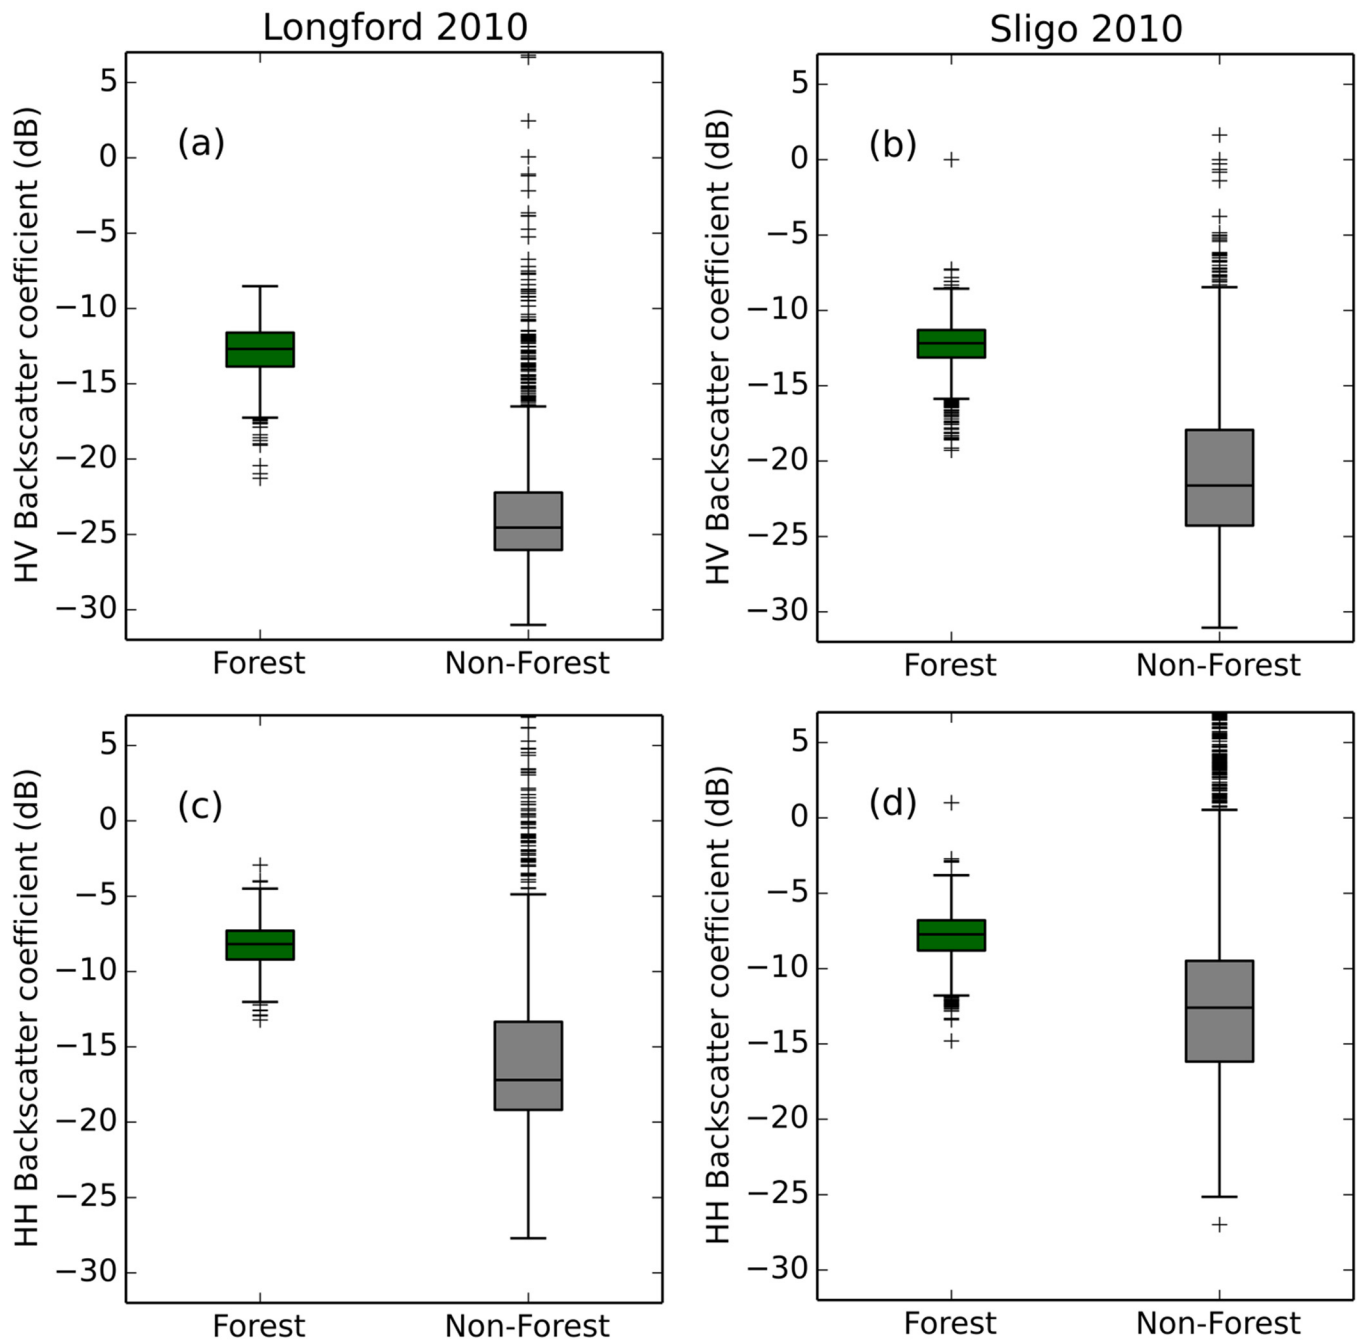 Longford 2010
Sligo 2010
HV Backscatter coefficient (dB)
(a)
5
0
−5
−10
−15
−20
−25
−30
Forest
Non-Forest
HV Backscatter coefficient (dB)
(b)
5
0
−5
−10
−15
−20
−25
−30
Forest
Non-Forest
HH Backscatter coefficient (dB)
(c)
5
0
−5
−10
−15
−20
−25
−30
Forest
Non-Forest
HH Backscatter coefficient (dB)
(d)
5
0
−5
−10
−15
−20
−25
−30
Forest
Non-Forest